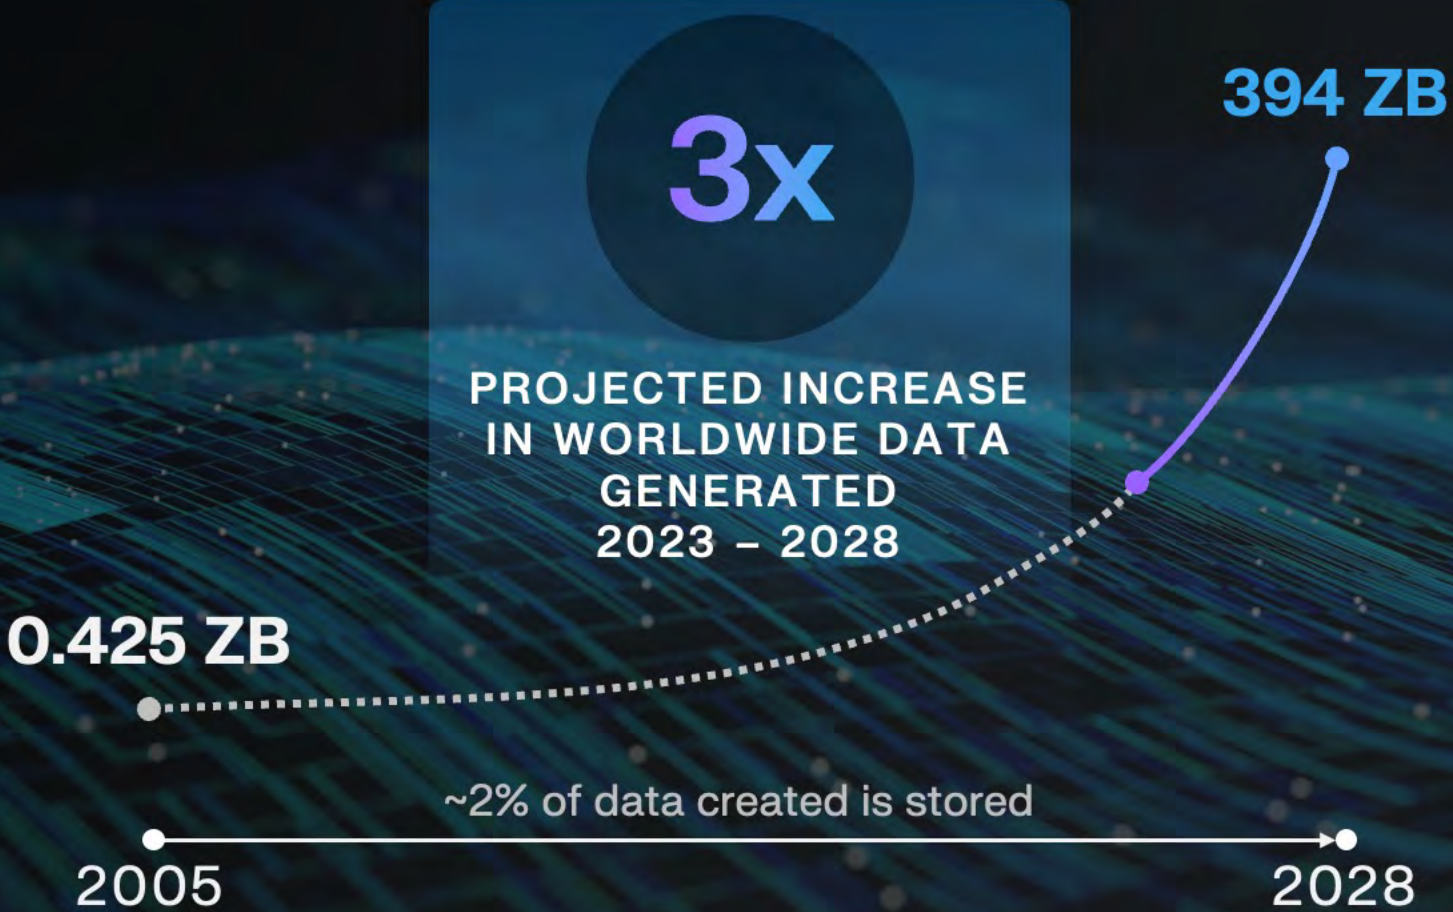 3x
394 ZB
PROJECTED INCREASE
IN WORLDWIDE DATA
GENERATED
2023 – 2028
0.425 ZB
~2% of data created is stored
2005
2028